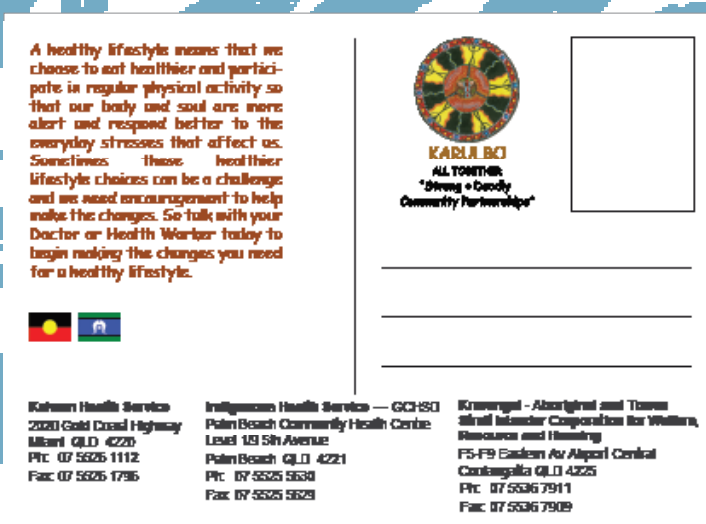 A healthy lifestyle means that we
choose to eat healthier and partici-
pate in regular physical activity so
that our body and soul are more
alert and respond better to the
everyday stresses that affect us.
Sometimes these healthier
lifestyle choices can be a challenge
and we need encouragement to help
make the changes. So talk with your
Doctor or Health Worker today to
begin making the changes you need
for a healthy lifestyle.
KARULBO
ALL TOGETHER
"Strong + Deadly
Community Partnerships"
Health Service
2020 Gold Coast Highway
Miami QLD 4220
Ph: 07 5526 1112
Fax: 07 5526 1796
Indigenous Health Service — GCHSD
Palm Beach Community Health Centre
Level 1/9 5th Avenue
Palm Beach QLD 4221
Ph: 07 5525 5630
Fax: 07 5525 5629
Krurungal - Aboriginal and Torres
Strait Islander Corporation for Welfare,
Resource and Housing
F5-F9 Eastern Av Airport Central
Coolangatta QLD 4225
Ph: 07 5536 7911
Fax: 07 5536 7909